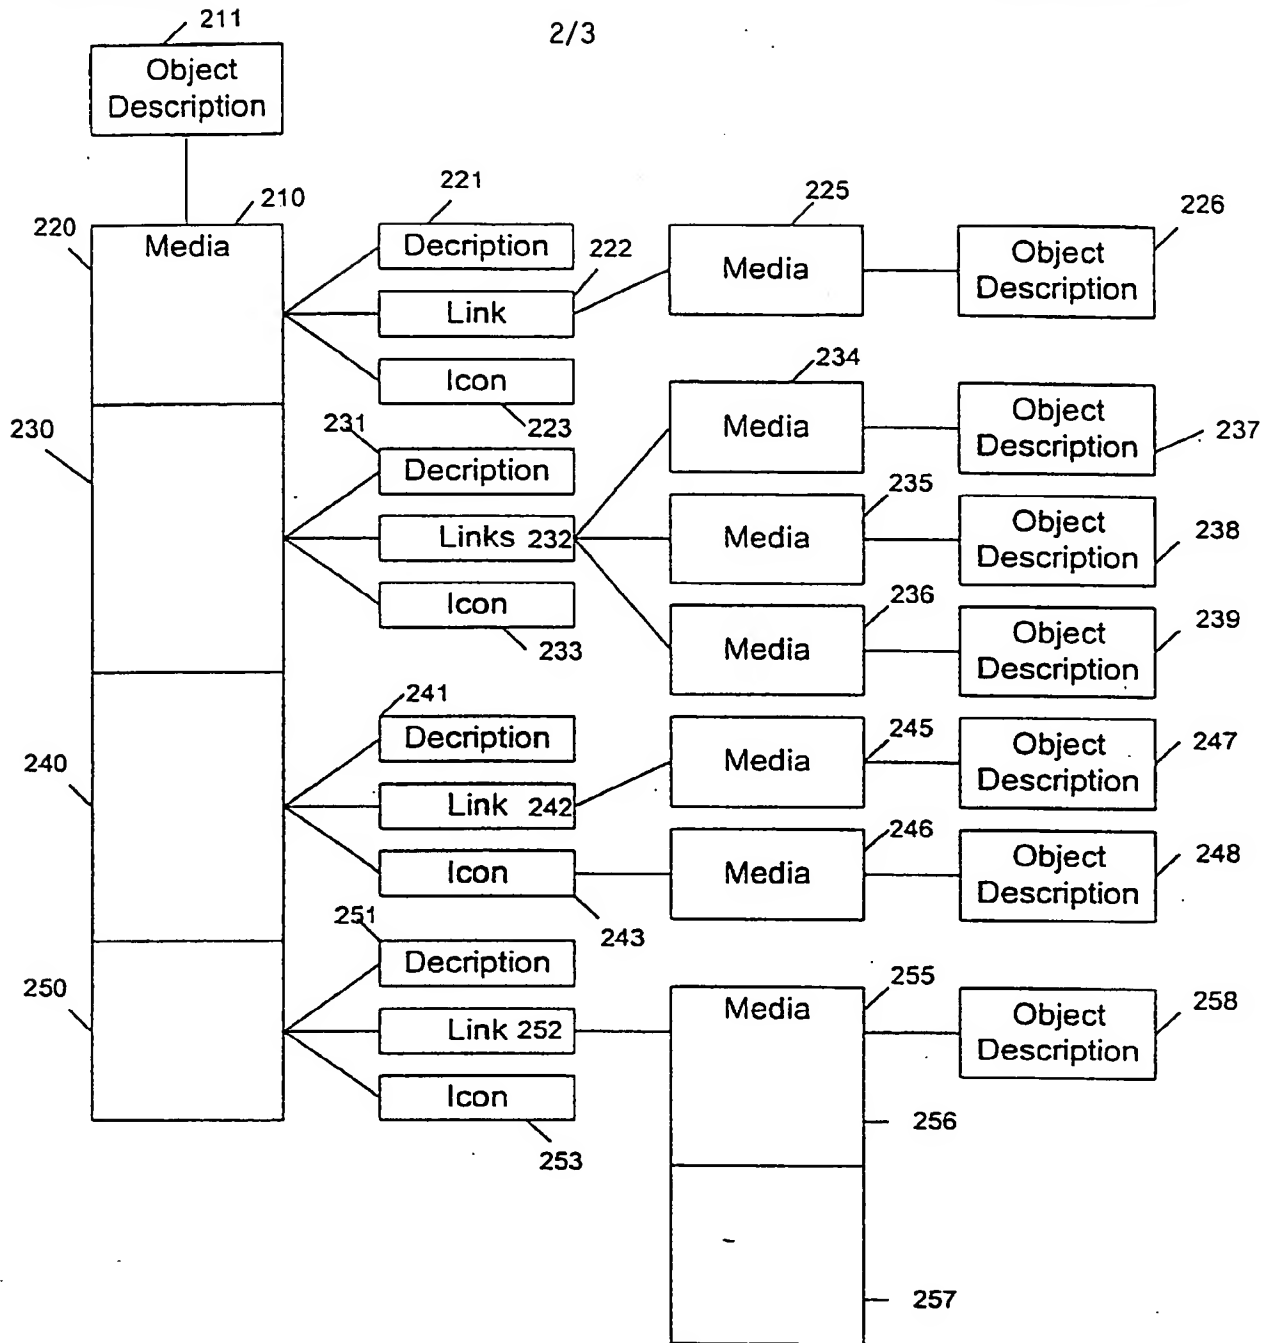 211
2/3
Object
Description
210
221
225
226
220
Media
Decription
222
Media
Object
Description
Link
Icon
223
234
230
231
Media
Object
Description
237
Decription
235
Links 232
Media
Object
Description
238
Icon
233
236
Media
Object
Description
239
241
Decription
245
Media
Object
Description
247
240
Link 242
246
Icon
243
Media
Object
Description
248
251
Decription
250
Link 252
255
Media
Object
Description
258
Icon
253
256
257